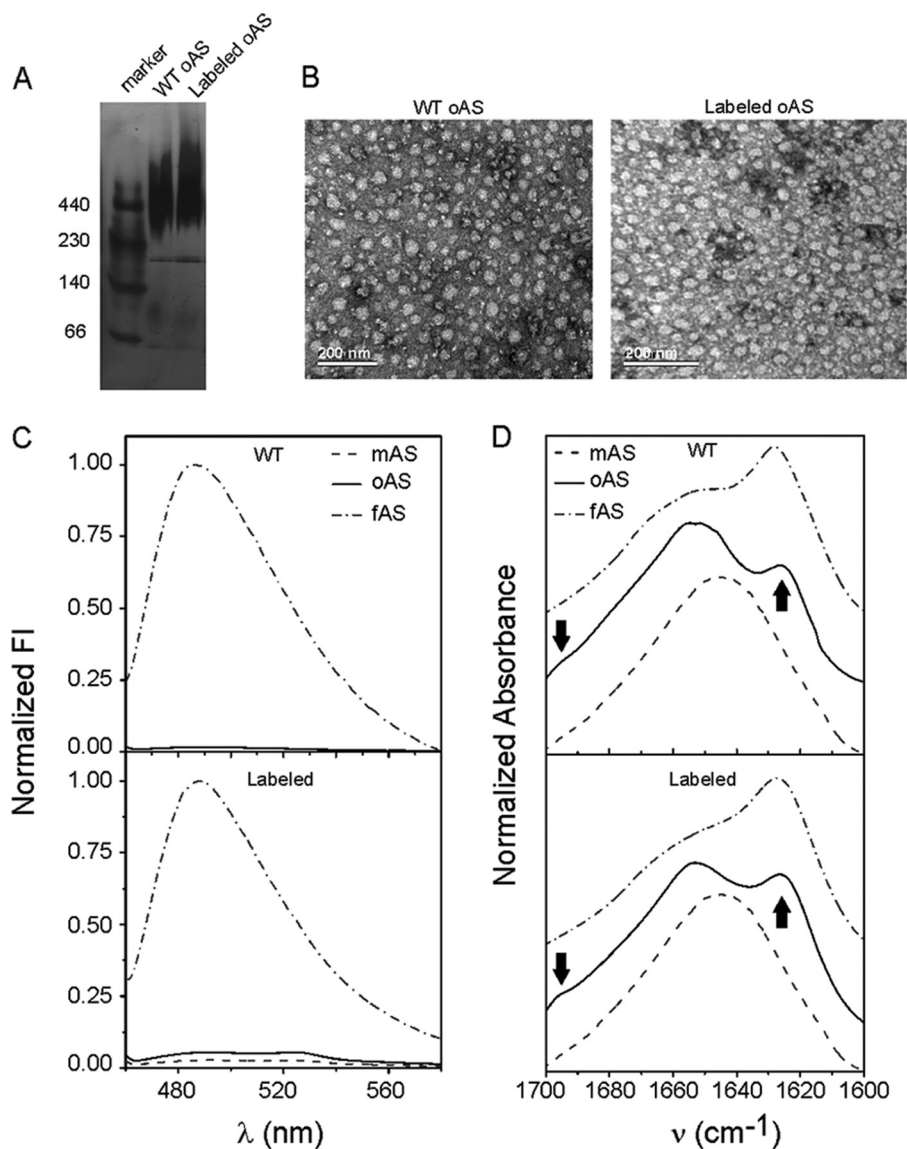 A
marker
WT oAS
Labeled oAS
440
230
140
66
B
WT oAS
Labeled oAS
200 nm
200 nm
C
WT
mAS
oAS
fAS
1.00
0.75
0.50
0.25
0.00
Labeled
1.00
0.75
0.50
0.25
0.00
480
520
560
Normalized FI
λ (nm)
D
WT
mAS
oAS
fAS
Labeled
1700
1680
1660
1640
1620
1600
Normalized Absorbance
ν (cm⁻¹)